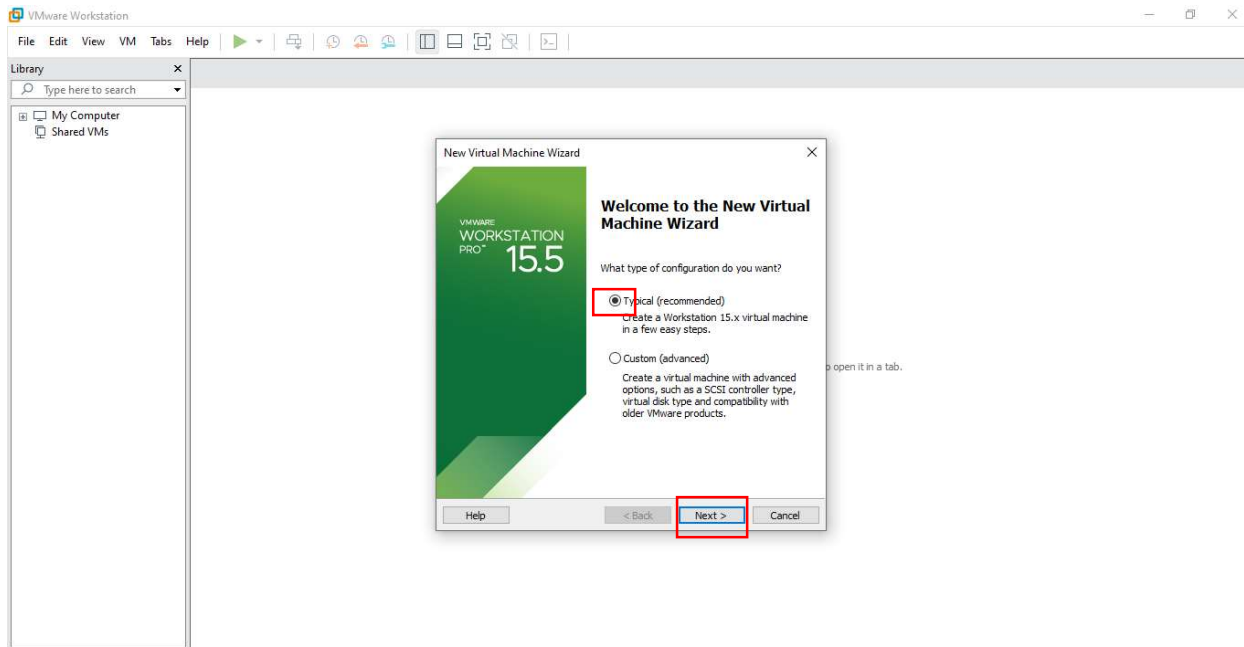 VMware Workstation
File Edit View VM Tabs Help
Library
Type here to search
My Computer
Shared VMs
New Virtual Machine Wizard
VMWARE
WORKSTATION
PRO™ 15.5
Welcome to the New Virtual
Machine Wizard
What type of configuration do you want?
Typical (recommended)
Create a Workstation 15.x virtual machine
in a few easy steps.
Custom (advanced)
Create a virtual machine with advanced
options, such as a SCSI controller type,
virtual disk type and compatibility with
older VMware products.
o open it in a tab.
Help < Back Next > Cancel